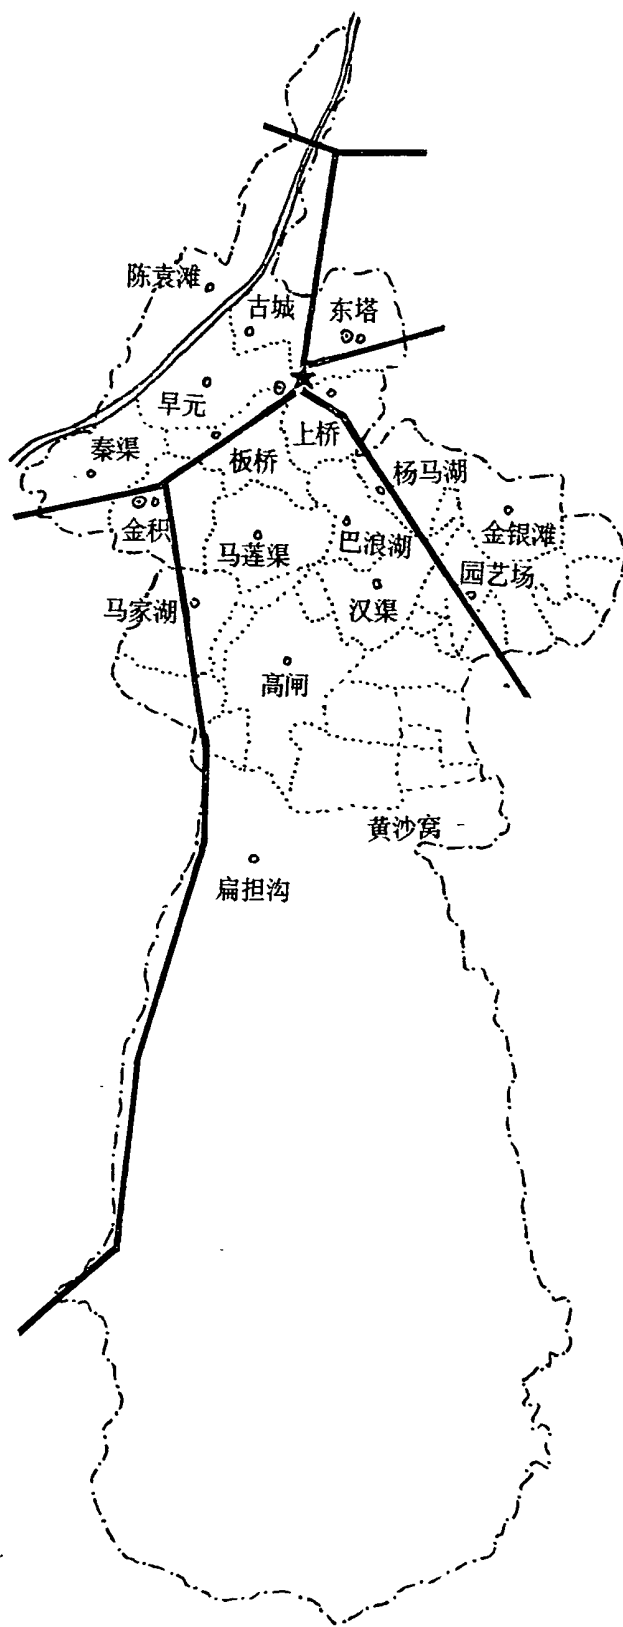 陈袁滩
古城
东塔
早元
上桥
秦渠
板桥
杨马湖
金积
马莲渠
巴浪湖
金银滩
园艺场
马家湖
汉渠
高闸
黄沙窝
扁担沟